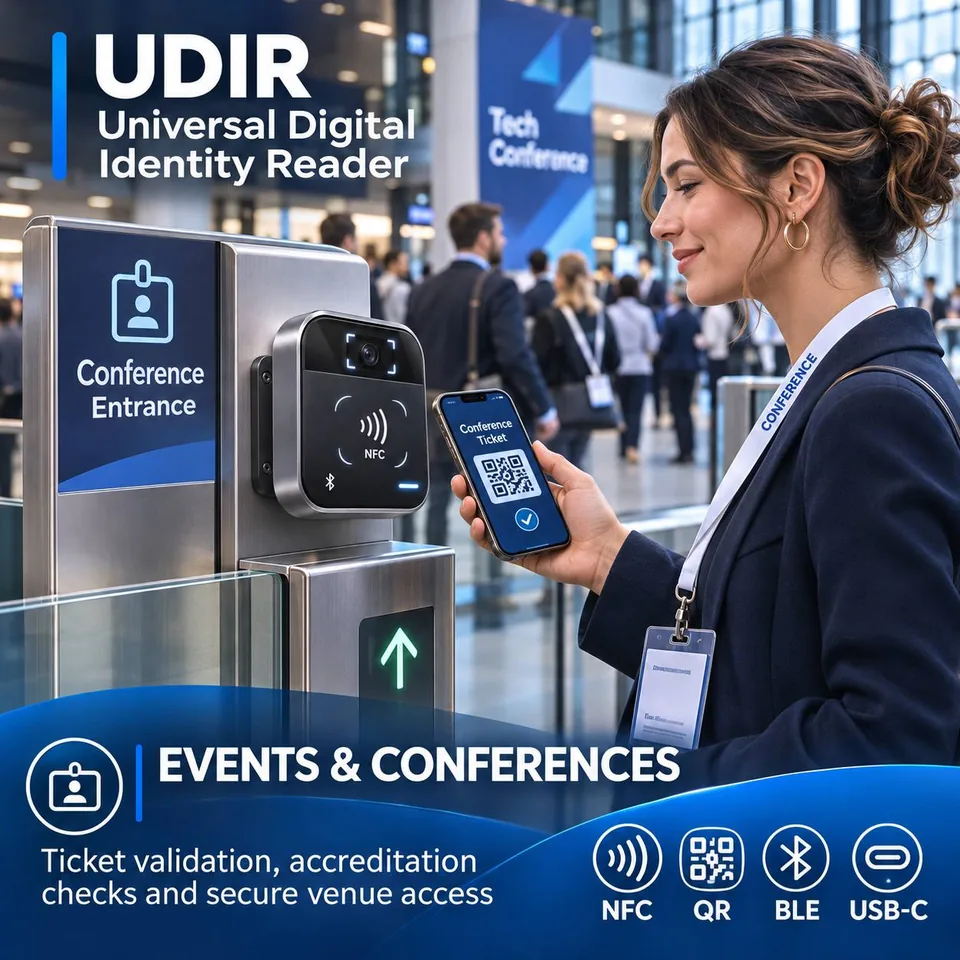 UDIR
Universal Digital
Identity Reader
Tech
Conference
Conference
Entrance
NFC
Conference
Ticket
CONFERENCE
EVENTS & CONFERENCES
Ticket validation, accreditation
checks and secure venue access
NFC
QR
BLE
USB-C